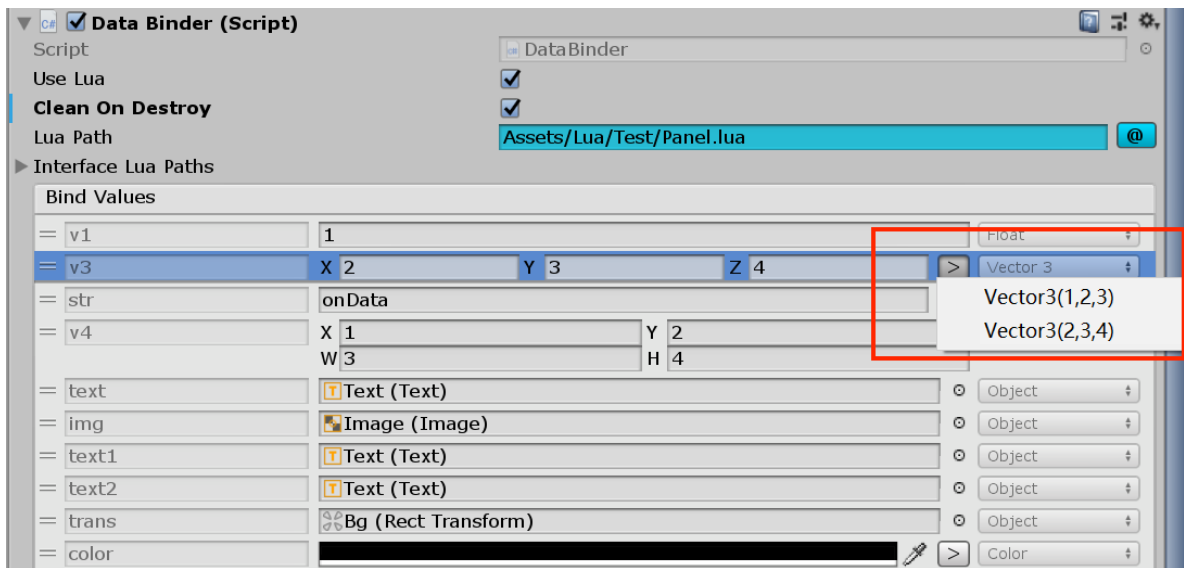 Data Binder (Script)
Script DataBinder
Use Lua
Clean On Destroy
Lua Path Assets/Lua/Test/Panel.lua @
Interface Lua Paths
Bind Values
v1 1 Float
v3 X 2 Y 3 Z 4 > Vector 3
Vector3(1,2,3)
str onData
v4 X 1 Y 2
Vector3(2,3,4)
W 3 H 4
text Text (Text) Object
img Image (Image) Object
text1 Text (Text) Object
text2 Text (Text) Object
trans Bg (Rect Transform) Object
color > Color